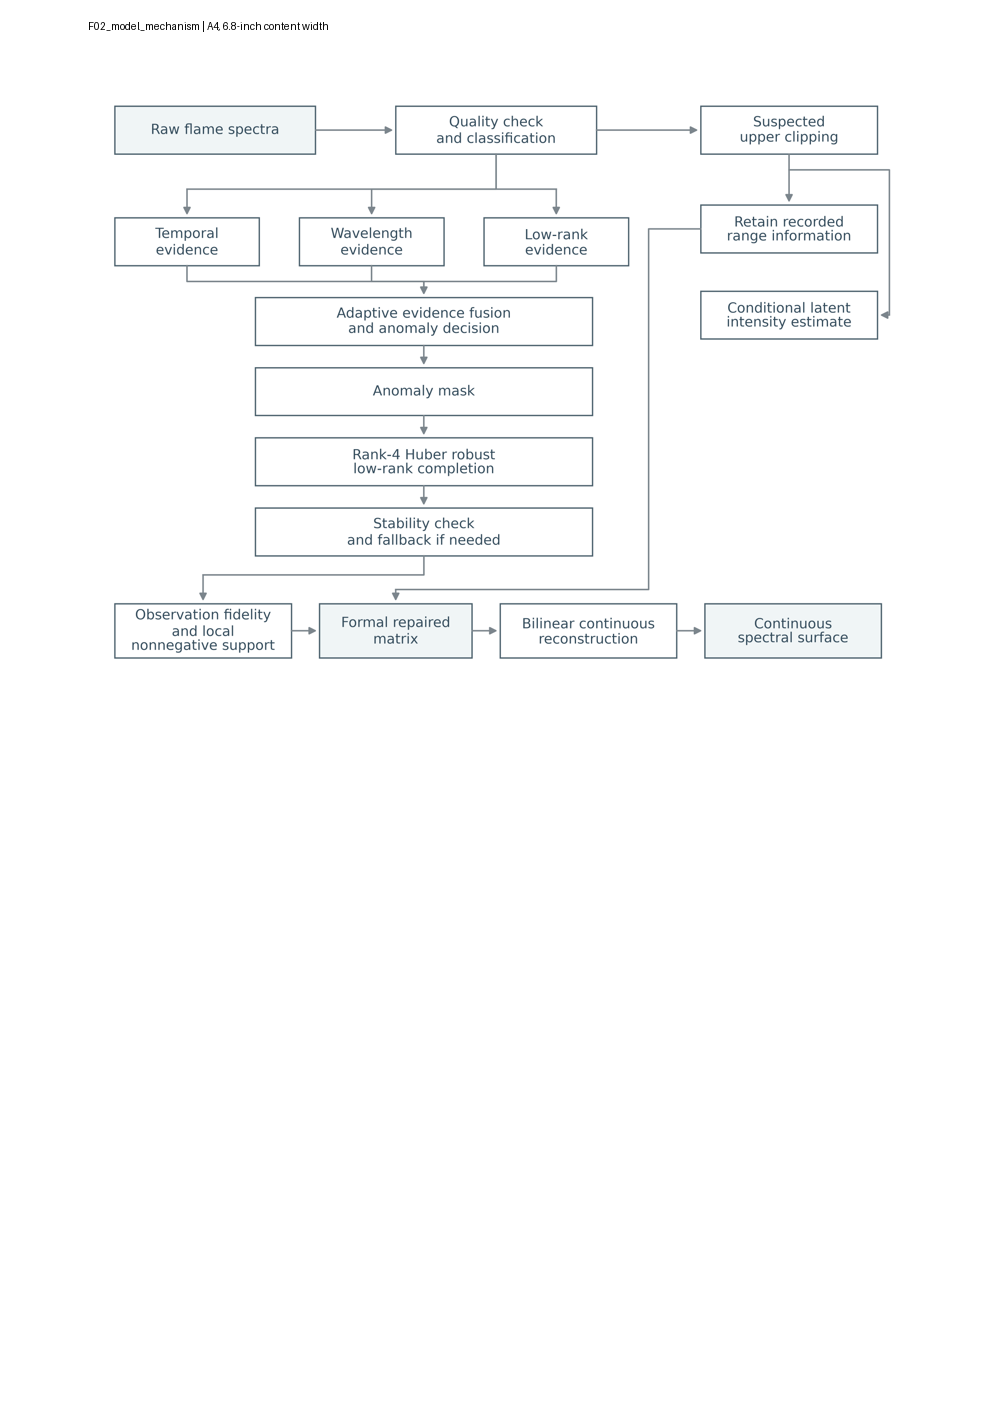 F02_model_mechanism | A4, 6.8-inch content width
Raw flame spectra
Quality check
and classification
Suspected
upper clipping
Temporal
evidence
Wavelength
evidence
Low-rank
evidence
Retain recorded
range information
Adaptive evidence fusion
and anomaly decision
Conditional latent
intensity estimate
Anomaly mask
Rank-4 Huber robust
low-rank completion
Stability check
and fallback if needed
Observation fidelity
and local
nonnegative support
Formal repaired
matrix
Bilinear continuous
reconstruction
Continuous
spectral surface